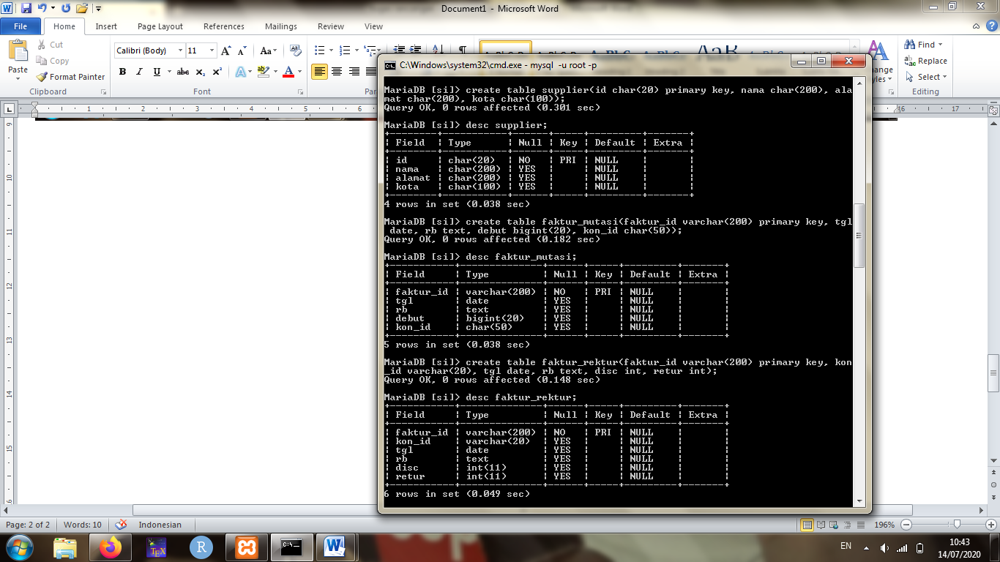 Document1 - Microsoft Word
File Home Insert Page Layout References Mailings Review View
Paste
Cut
Copy
Format Painter
Clipboard
Calibri (Body) 11
Font
Find
Replace
Select
Editing
C:\Windows\system32\cmd.exe - mysql -u root -p
MariaDB [si]> create table supplier(id char(20) primary key, nama char(200), ala
mat char(200), kota char(100));
Query OK, 0 rows affected (0.301 sec)
MariaDB [si]> desc supplier;
+---------+-----------+------+-----+---------+-------+
| Field | Type | Null | Key | Default | Extra |
+---------+-----------+------+-----+---------+-------+
| id | char(20) | NO | PRI | NULL | |
| nama | char(200) | YES | | NULL | |
| alamat | char(200) | YES | | NULL | |
| kota | char(100) | YES | | NULL | |
+---------+-----------+------+-----+---------+-------+
4 rows in set (0.038 sec)
MariaDB [si]> create table faktur_mutasi(faktur_id varchar(200) primary key, tgl
date, rb text, debut bigint(20), kon_id char(50));
Query OK, 0 rows affected (0.182 sec)
MariaDB [si]> desc faktur_mutasi;
+-----------+--------------+------+-----+---------+-------+
| Field | Type | Null | Key | Default | Extra |
+-----------+--------------+------+-----+---------+-------+
| faktur_id | varchar(200) | NO | PRI | NULL | |
| tgl | date | YES | | NULL | |
| rb | text | YES | | NULL | |
| debut | bigint(20) | YES | | NULL | |
| kon_id | char(50) | YES | | NULL | |
+-----------+--------------+------+-----+---------+-------+
5 rows in set (0.038 sec)
MariaDB [si]> create table faktur_rektur(faktur_id varchar(200) primary key, kon
_id varchar(20), tgl date, rb text, disc int, retur int);
Query OK, 0 rows affected (0.148 sec)
MariaDB [si]> desc faktur_rektur;
+-----------+--------------+------+-----+---------+-------+
| Field | Type | Null | Key | Default | Extra |
+-----------+--------------+------+-----+---------+-------+
| faktur_id | varchar(200) | NO | PRI | NULL | |
| kon_id | varchar(20) | YES | | NULL | |
| tgl | date | YES | | NULL | |
| rb | text | YES | | NULL | |
| disc | int(11) | YES | | NULL | |
| retur | int(11) | YES | | NULL | |
+-----------+--------------+------+-----+---------+-------+
6 rows in set (0.049 sec)
Page: 2 of 2 Words: 10 Indonesian 196%
EN 10:43
14/07/2020